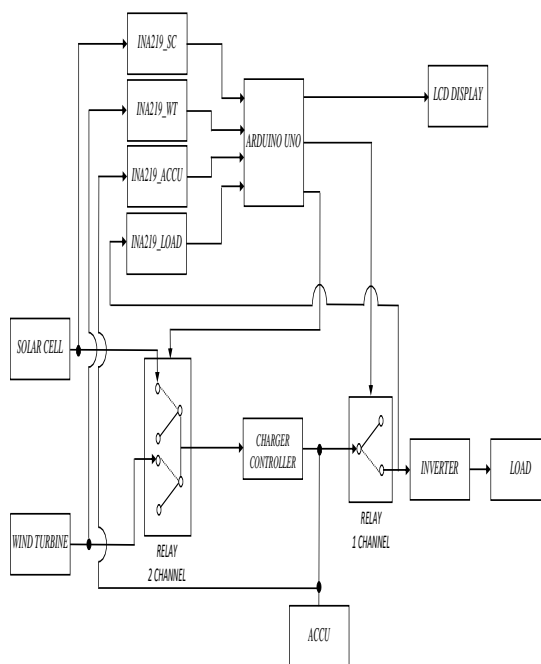 INA219_SC
INA219_WT
INA219_ACCU
INA219_LOAD
ARDUINO UNO
LCD DISPLAY
SOLAR CELL
WIND TURBINE
RELAY
2 CHANNEL
CHARGER
CONTROLLER
RELAY
1 CHANNEL
INVERTER
LOAD
ACCU